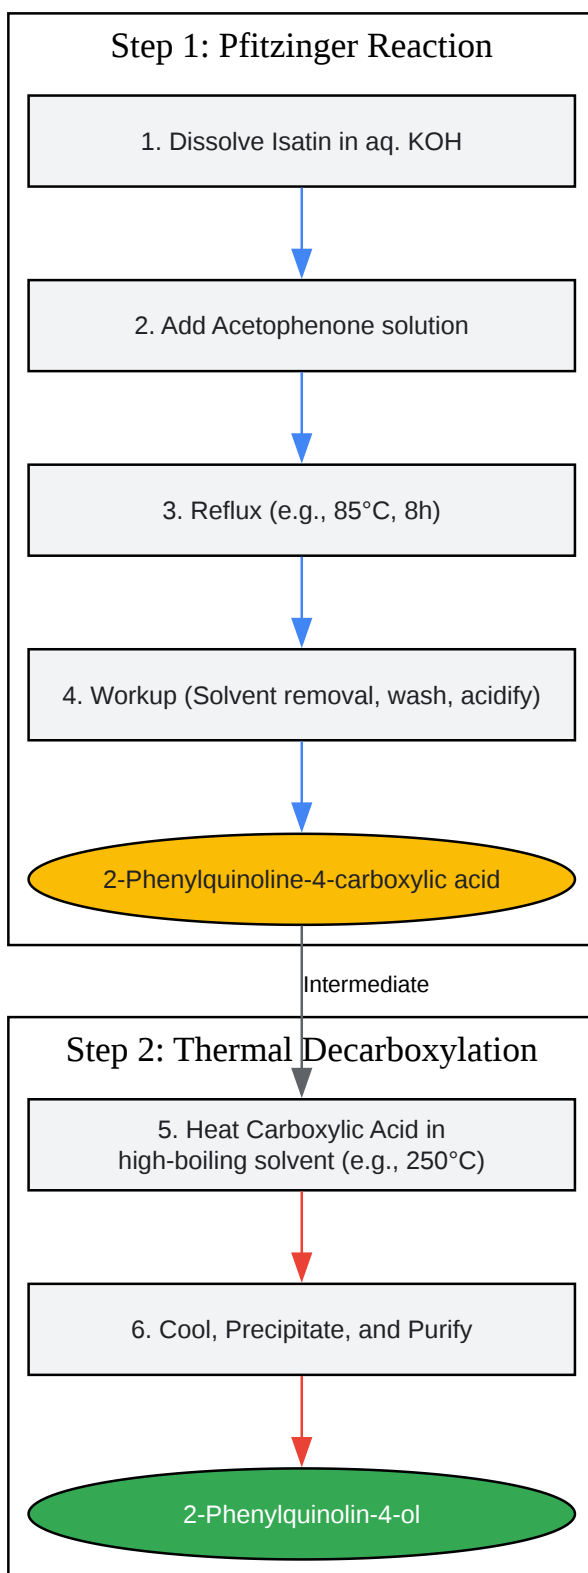 Step 1: Pfitzinger Reaction
1. Dissolve Isatin in aq. KOH
2. Add Acetophenone solution
3. Reflux (e.g., 85°C, 8h)
4. Workup (Solvent removal, wash, acidify)
2-Phenylquinoline-4-carboxylic acid
Intermediate
Step 2: Thermal Decarboxylation
5. Heat Carboxylic Acid in
high-boiling solvent (e.g., 250°C)
6. Cool, Precipitate, and Purify
2-Phenylquinolin-4-ol